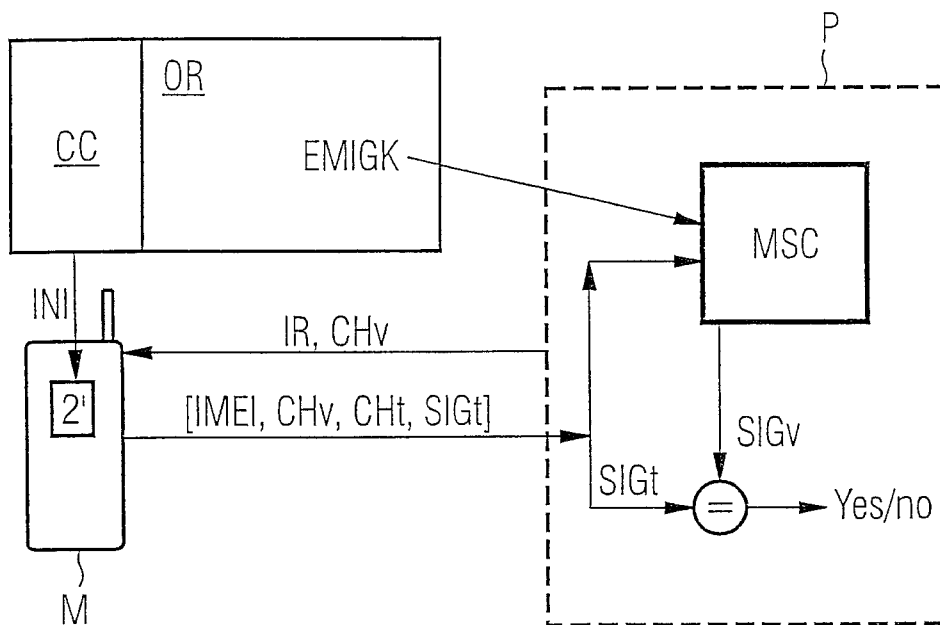 P
OR
CC
EMIGK
MSC
INI
IR, CHv
2'
[IMEI, CHv, CHt, SIGt]
SIGv
SIGt
=
Yes/no
M